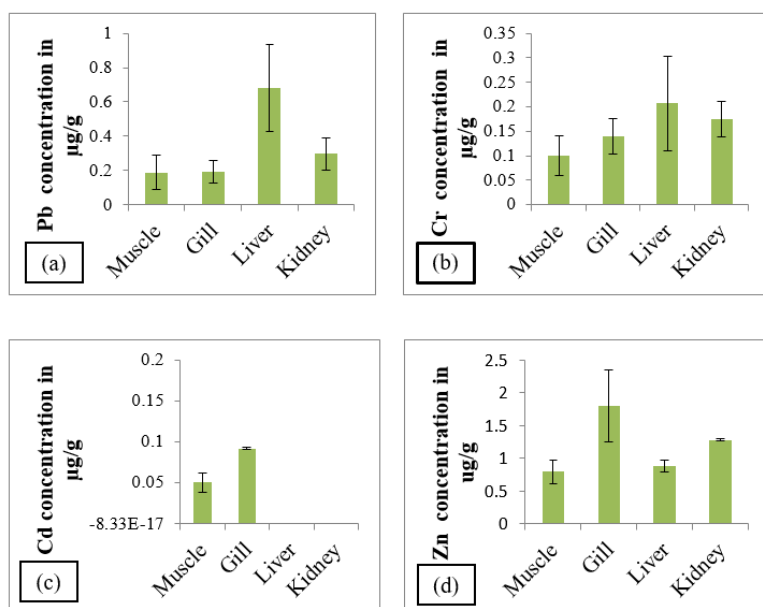 Pb concentration in
µg/g
1
0.8
0.6
0.4
0.2
0
Muscle
Gill
Liver
Kidney
(a)
Cr concentration in
µg/g
0.35
0.3
0.25
0.2
0.15
0.1
0.05
0
Muscle
Gill
Liver
Kidney
(b)
Cd concentration in
µg/g
0.2
0.15
0.1
0.05
-8.33E-17
Muscle
Gill
Liver
Kidney
(c)
Zn concentration in
ug/g
2.5
2
1.5
1
0.5
0
Muscle
Gill
Liver
Kidney
(d)